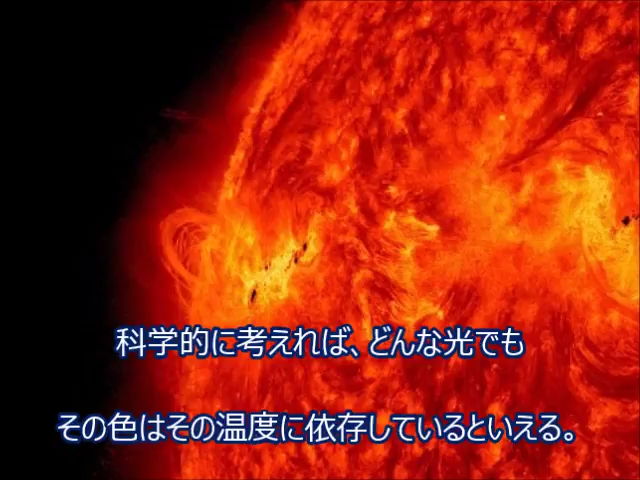 科学的に考えれば、どんな光でも
その色はその温度に依存しているといえる。